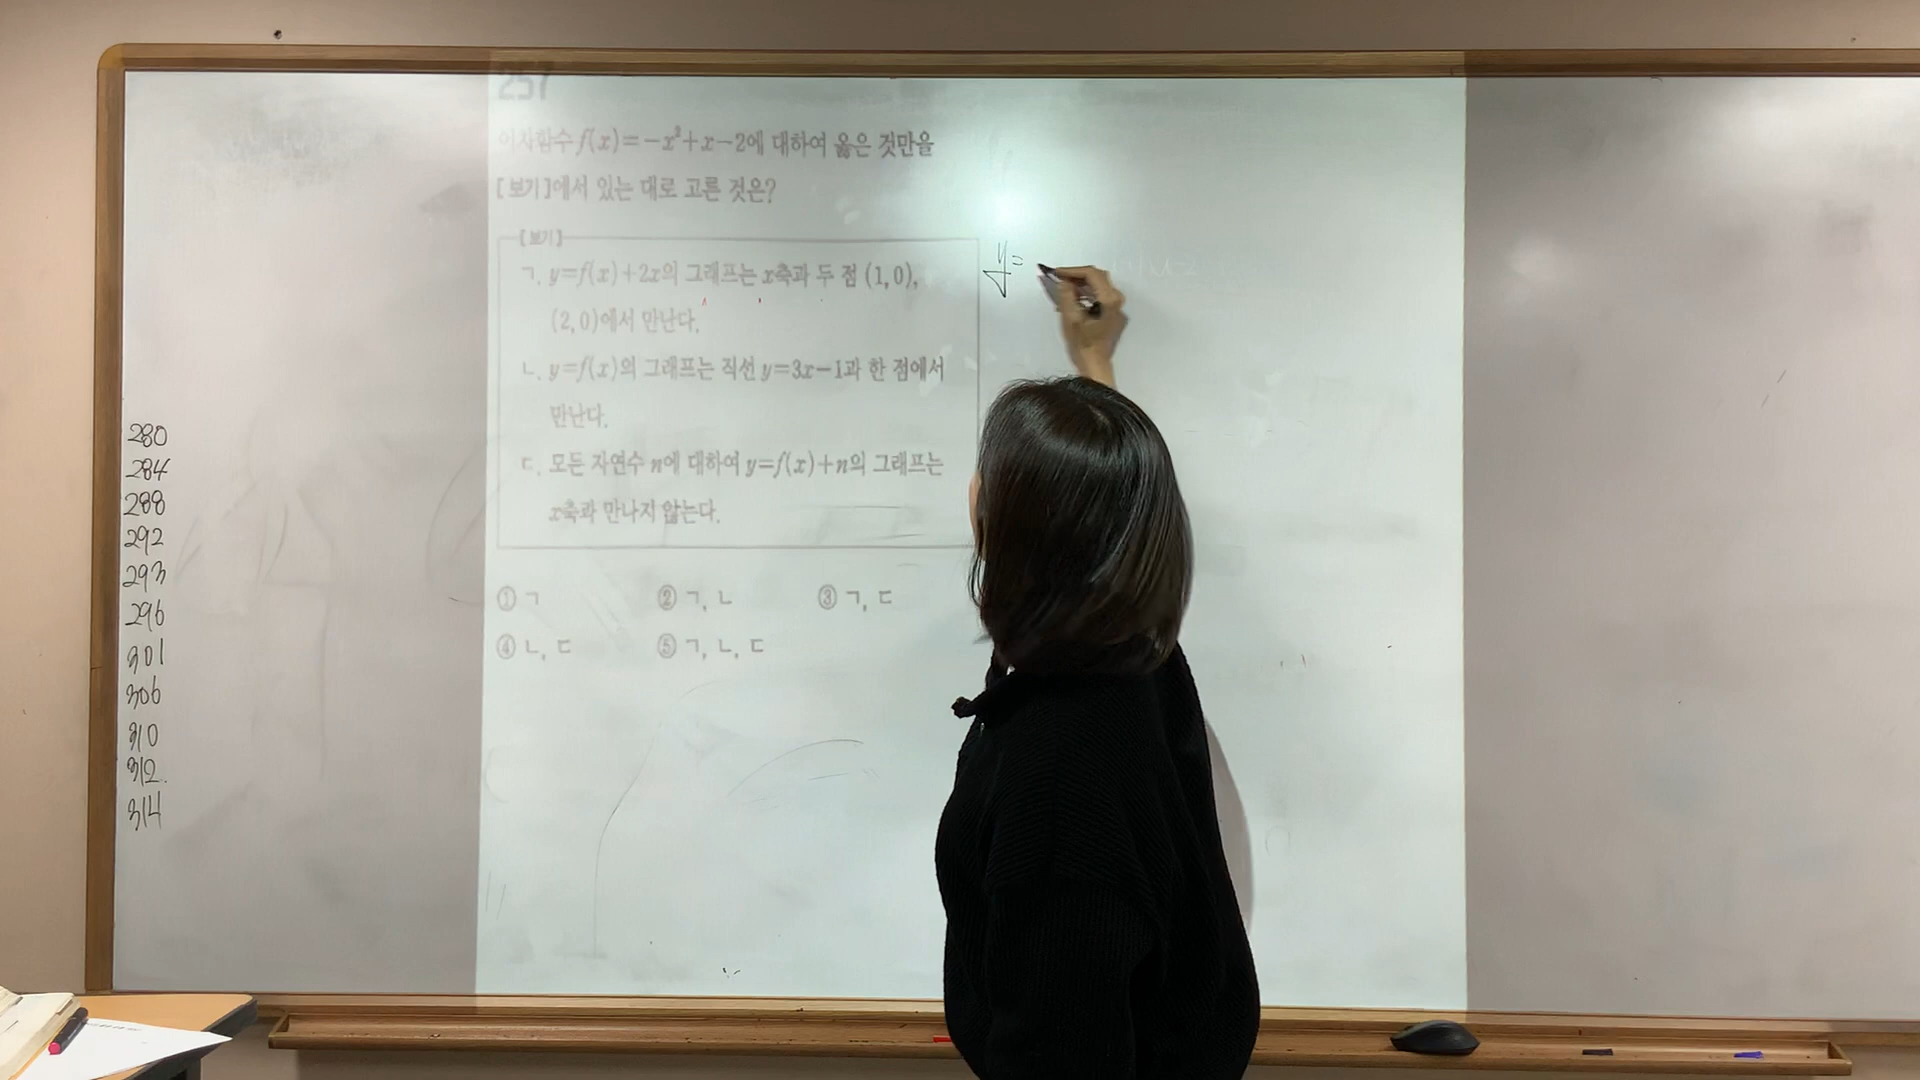 257
이차함수 f(x)=-x²+x-2에 대하여 옳은 것만을
[보기]에서 있는 대로 고른 것은?
[보기]
ㄱ. y=f(x)+2x의 그래프는 x축과 두 점 (1, 0),
(2, 0)에서 만난다.
ㄴ. y=f(x)의 그래프는 직선 y=3x-1과 한 점에서
만난다.
ㄷ. 모든 자연수 n에 대하여 y=f(x)+n의 그래프는
x축과 만나지 않는다.
① ㄱ ② ㄱ, ㄴ ③ ㄱ, ㄷ
④ ㄴ, ㄷ ⑤ ㄱ, ㄴ, ㄷ
y=
280
284
288
292
293
296
301
306
310
312.
314